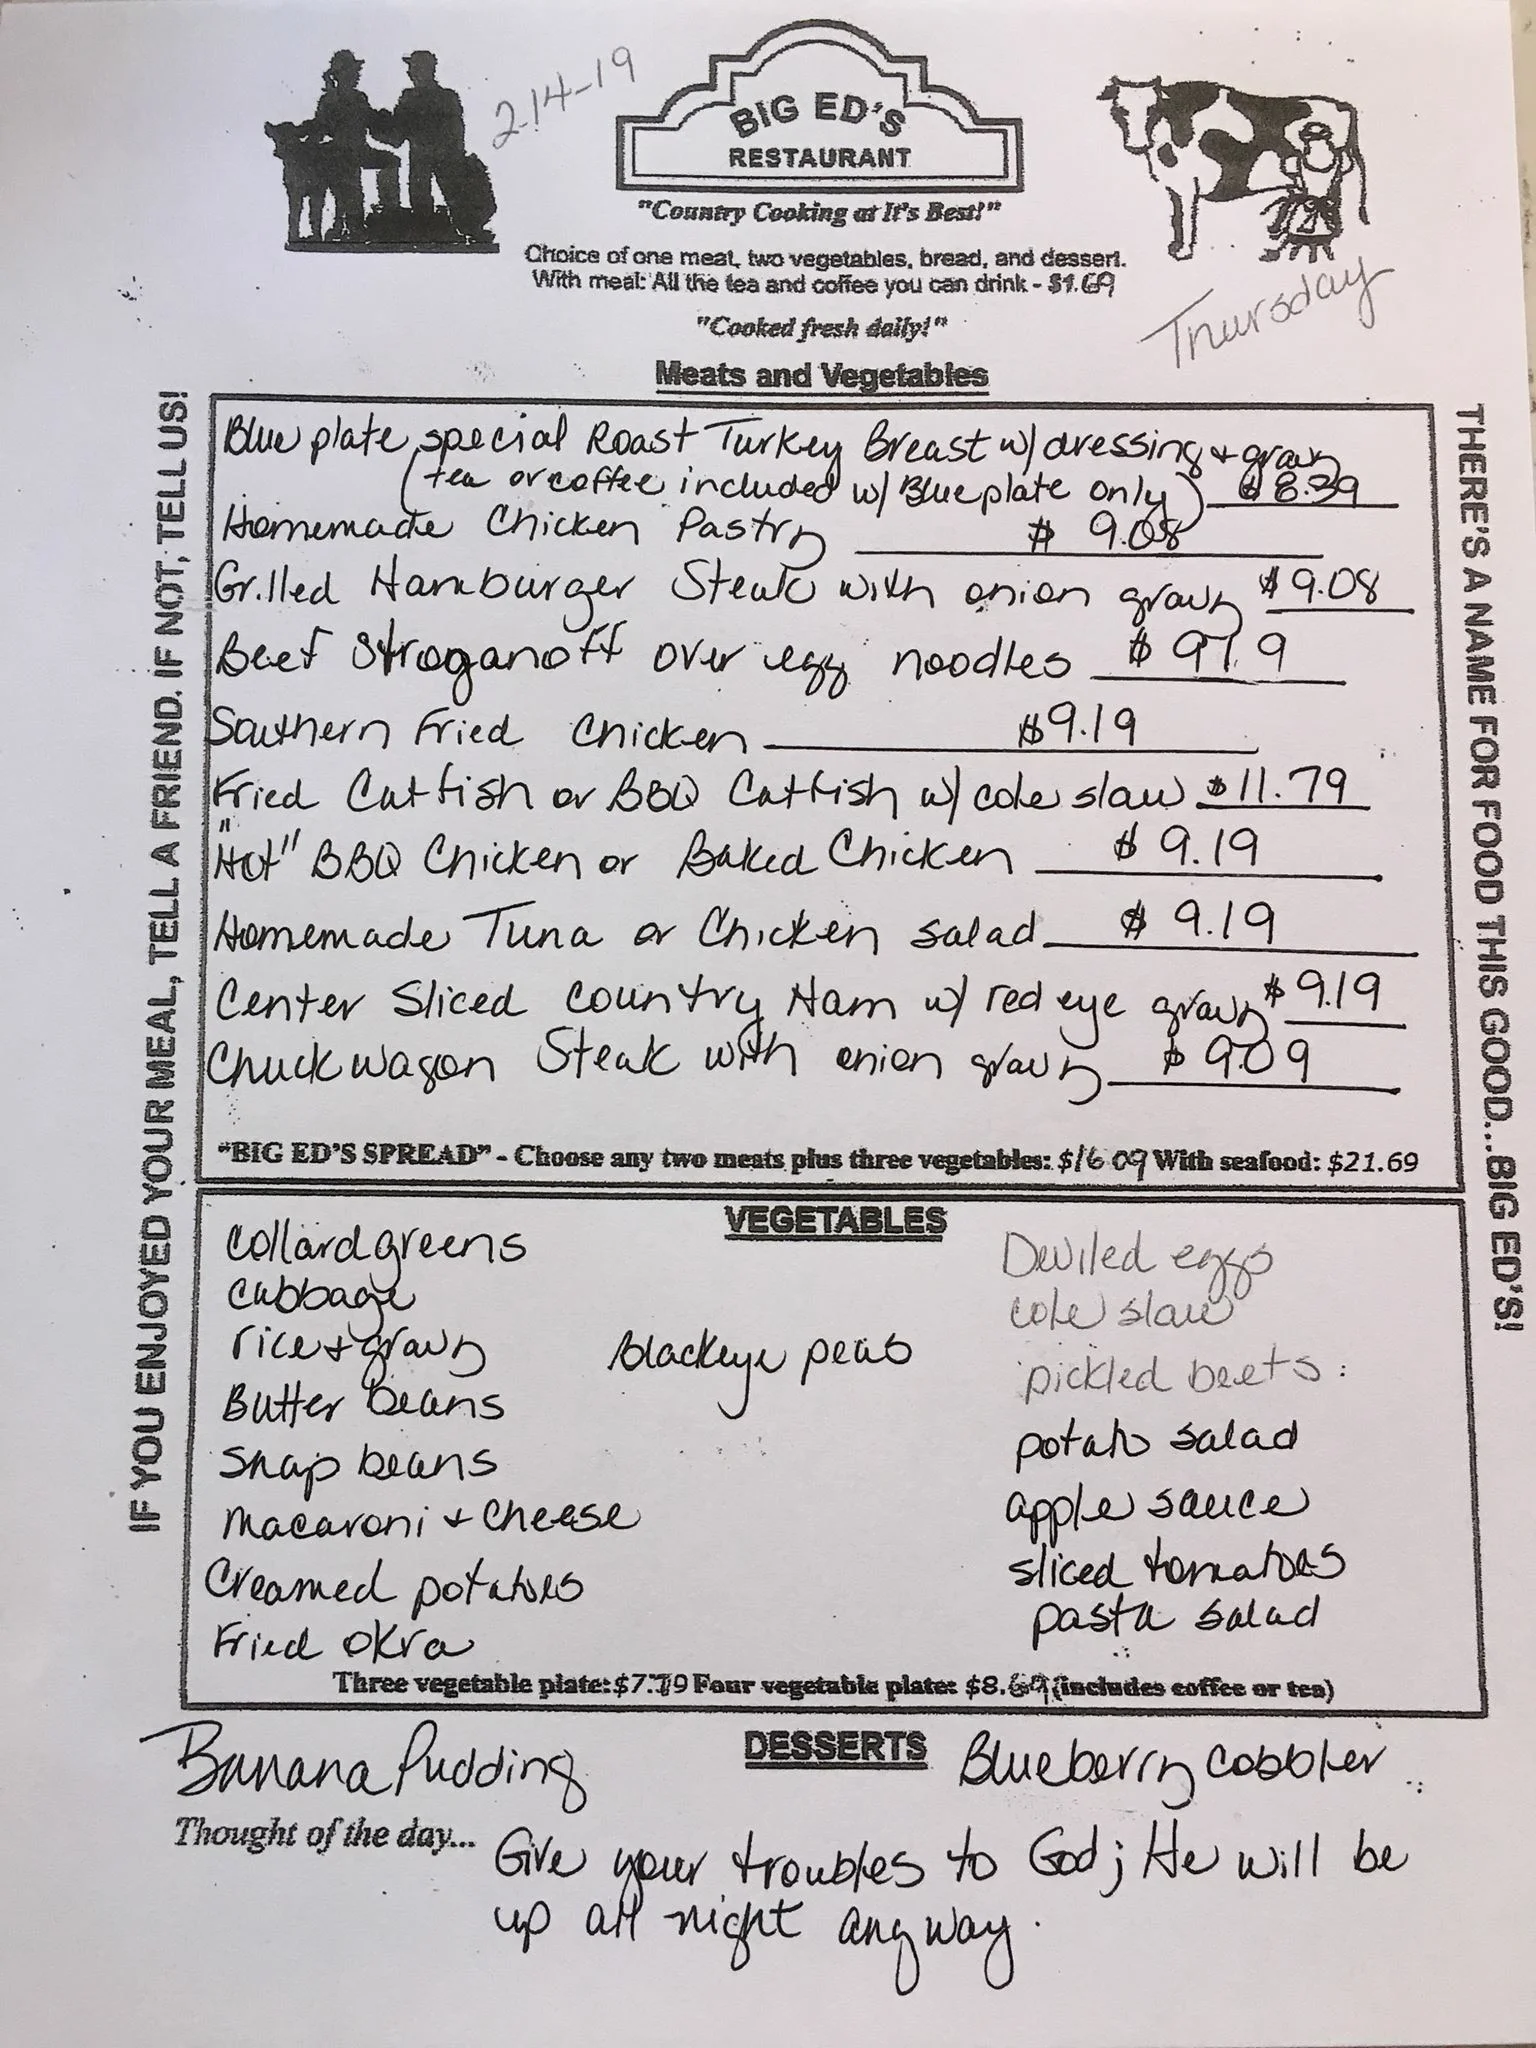 2-14-19
BIG ED'S
RESTAURANT
"Country Cooking at It's Best!"
Choice of one meat, two vegetables, bread, and dessert.
With meal: All the tea and coffee you can drink - $1.69
"Cooked fresh daily!"
Thursday
Meats and Vegetables
Blue plate special Roast Turkey Breast w/ dressing + gravy
(tea or coffee included w/ Blue plate only) $8.39
Homemade Chicken Pastry $ 9.08
Grilled Hamburger Steak with onion gravy $9.08
Beef Stroganoff over egg noodles $ 91.9
Southern Fried Chicken $9.19
Fried Catfish or BBQ Catfish w/ cole slaw $11.79
"Hot" BBQ Chicken or Baked Chicken $ 9.19
Homemade Tuna or Chicken salad $ 9.19
Center Sliced Country Ham w/ red eye gravy $9.19
Chuckwagon Steak with onion gravy $ 9.09
"BIG ED'S SPREAD" - Choose any two meats plus three vegetables: $16.09 With seafood: $21.69
VEGETABLES
Collard greens
Cabbage
rice + gravy
Butter beans
Snap beans
Macaroni + Cheese
Creamed potatoes
Fried okra
Blackeye peas
Deviled eggs
cole slaw
pickled beets
potato salad
apple sauce
sliced tomatoes
pasta salad
Three vegetable plate: $7.79 Four vegetable plate: $8.69 (includes coffee or tea)
DESSERTS
Banana Pudding
Blueberry Cobbler
Thought of the day...
Give your troubles to God; He will be
up all night anyway.
IF YOU ENJOYED YOUR MEAL, TELL A FRIEND. IF NOT, TELL US!
THERE'S A NAME FOR FOOD THIS GOOD...BIG ED'S!